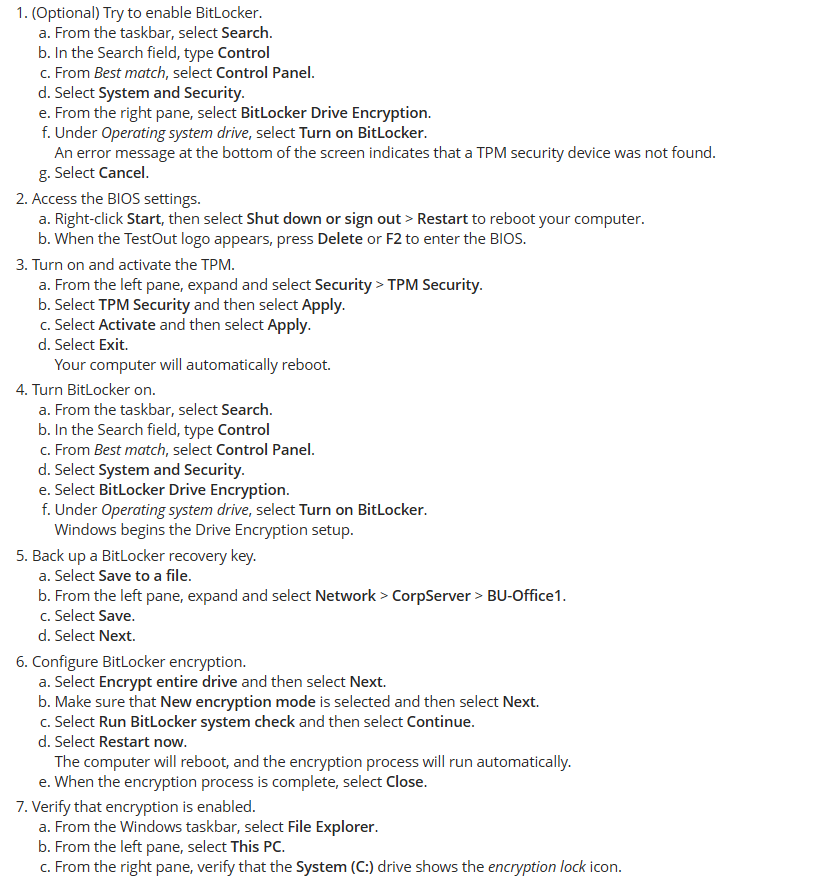 1. (Optional) Try to enable BitLocker.
a. From the taskbar, select Search.
b. In the Search field, type Control
c. From Best match, select Control Panel.
d. Select System and Security.
e. From the right pane, select BitLocker Drive Encryption.
f. Under Operating system drive, select Turn on BitLocker.
An error message at the bottom of the screen indicates that a TPM security device was not found.
g. Select Cancel.
2. Access the BIOS settings.
a. Right-click Start, then select Shut down or sign out > Restart to reboot your computer.
b. When the TestOut logo appears, press Delete or F2 to enter the BIOS.
3. Turn on and activate the TPM.
a. From the left pane, expand and select Security > TPM Security.
b. Select TPM Security and then select Apply.
c. Select Activate and then select Apply.
d. Select Exit.
Your computer will automatically reboot.
4. Turn BitLocker on.
a. From the taskbar, select Search.
b. In the Search field, type Control
c. From Best match, select Control Panel.
d. Select System and Security.
e. Select BitLocker Drive Encryption.
f. Under Operating system drive, select Turn on BitLocker.
Windows begins the Drive Encryption setup.
5. Back up a BitLocker recovery key.
a. Select Save to a file.
b. From the left pane, expand and select Network > CorpServer > BU-Office1.
c. Select Save.
d. Select Next.
6. Configure BitLocker encryption.
a. Select Encrypt entire drive and then select Next.
b. Make sure that New encryption mode is selected and then select Next.
c. Select Run BitLocker system check and then select Continue.
d. Select Restart now.
The computer will reboot, and the encryption process will run automatically.
e. When the encryption process is complete, select Close.
7. Verify that encryption is enabled.
a. From the Windows taskbar, select File Explorer.
b. From the left pane, select This PC.
c. From the right pane, verify that the System (C:) drive shows the encryption lock icon.